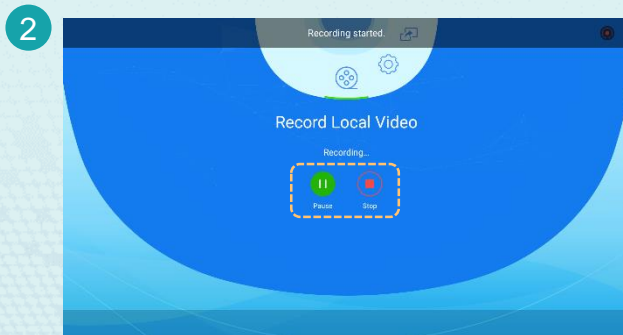 2
Recording started.
Record Local Video
Recording...
Pause
Stop